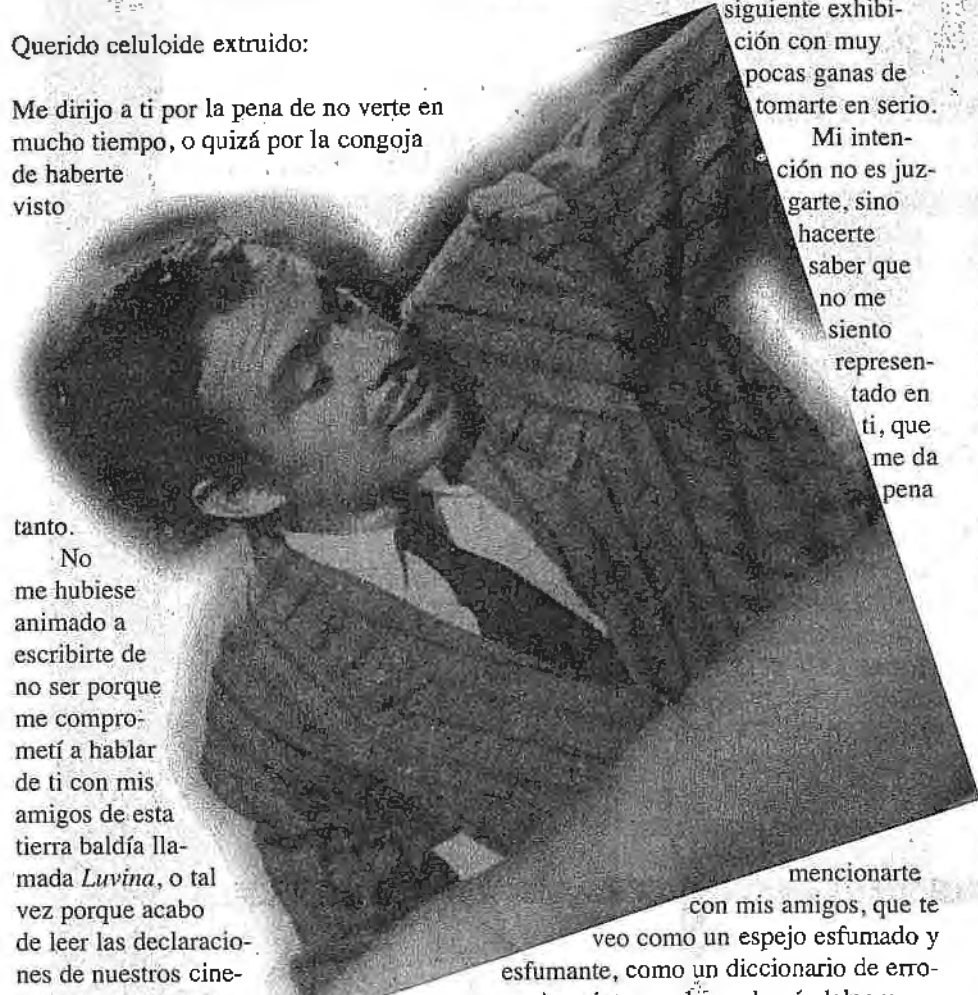 Querido celuloide extruido:
Me dirijo a ti por la pena de no verte en
mucho tiempo, o quizá por la congoja
de haberte
visto
tanto.
No
me hubiese
animado a
escribirte de
no ser porque
me compro-
metí a hablar
de ti con mis
amigos de esta
tierra baldía lla-
mada Luvina, o tal
vez porque acabo
de leer las declaracio-
nes de nuestros cine-
siguiente exhibi-
ción con muy
pocas ganas de
tomarte en serio.
Mi inten-
ción no es juz-
garte, sino
hacerte
saber que
no me
siento
represen-
tado en
ti, que
me da
pena
mencionarte
con mis amigos, que te
veo como un espejo esfumado y
esfumante, como un diccionario de erro-